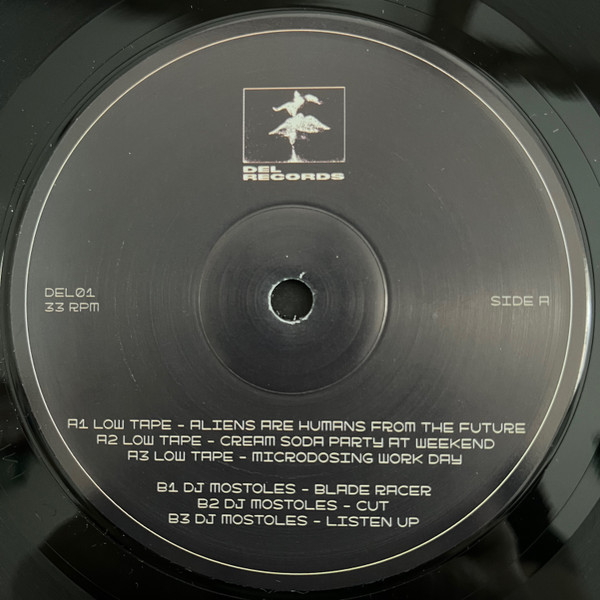 DEL
RECORDS
DEL01
33 RPM
SIDE A
A1 LOW TAPE - ALIENS ARE HUMANS FROM THE FUTURE
A2 LOW TAPE - CREAM SODA PARTY AT WEEKEND
A3 LOW TAPE - MICRODOSING WORK DAY
B1 DJ MOSTOLES - BLADE RACER
B2 DJ MOSTOLES - CUT
B3 DJ MOSTOLES - LISTEN UP